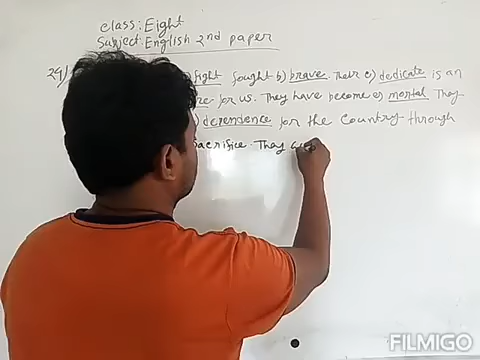 class: Eight
Subject: English 2nd paper
29) fight fought b) brave. Their c) dedicate is an
re for us. They have become e) mortal They
) dependence for the Country through
sacrifice. They
FILMIGO